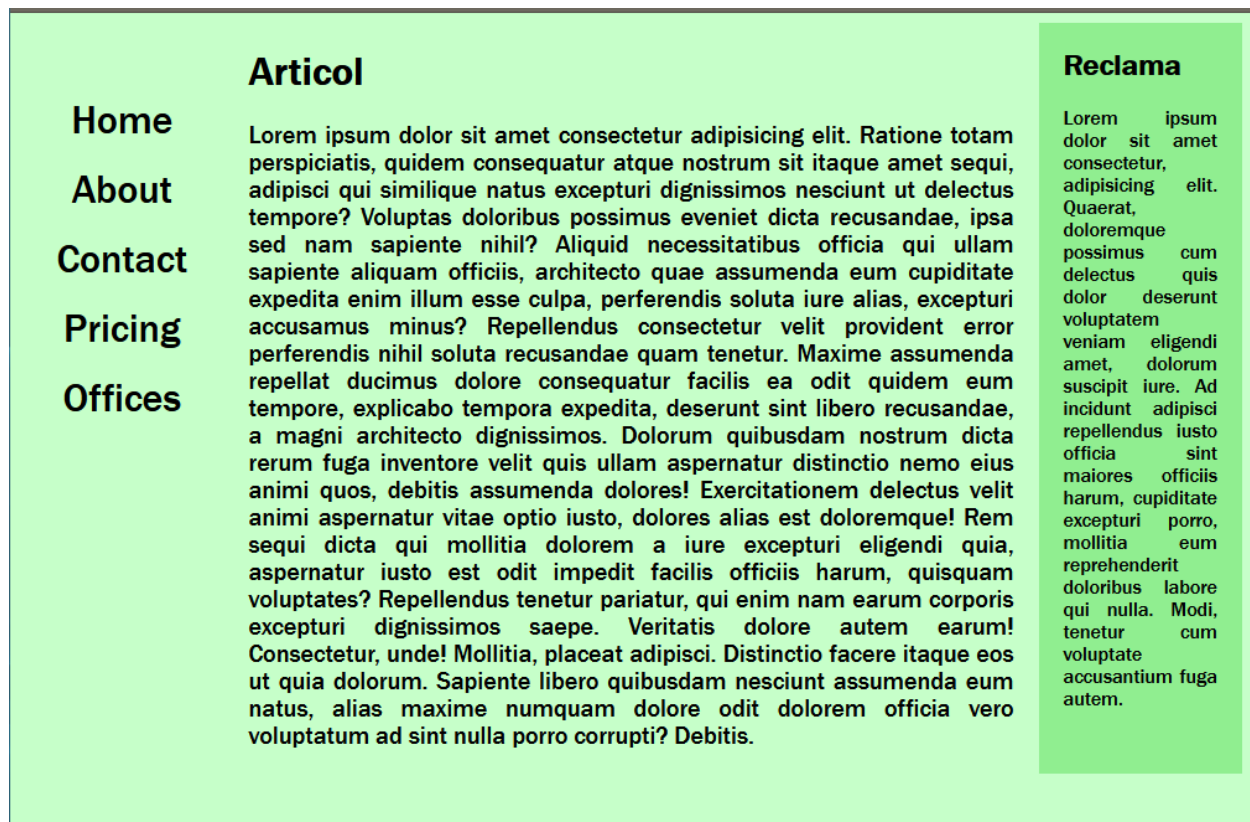 Home
About
Contact
Pricing
Offices
Articol
Lorem ipsum dolor sit amet consectetur adipisicing elit. Ratione totam
perspiciatis, quidem consequatur atque nostrum sit itaque amet sequi,
adipisci qui similique natus excepturi dignissimos nesciunt ut delectus
tempore? Voluptas doloribus possimus eveniet dicta recusandae, ipsa
sed nam sapiente nihil? Aliquid necessitatibus officia qui ullam
sapiente aliquam officiis, architecto quae assumenda eum cupiditate
expedita enim illum esse culpa, perferendis soluta iure alias, excepturi
accusamus minus? Repellendus consectetur velit provident error
perferendis nihil soluta recusandae quam tenetur. Maxime assumenda
repellat ducimus dolore consequatur facilis ea odit quidem eum
tempore, explicabo tempora expedita, deserunt sint libero recusandae,
a magni architecto dignissimos. Dolorum quibusdam nostrum dicta
rerum fuga inventore velit quis ullam aspernatur distinctio nemo eius
animi quos, debitis assumenda dolores! Exercitationem delectus velit
animi aspernatur vitae optio iusto, dolores alias est doloremque! Rem
sequi dicta qui mollitia dolorem a iure excepturi eligendi quia,
aspernatur iusto est odit impedit facilis officiis harum, quisquam
voluptates? Repellendus tenetur pariatur, qui enim nam earum corporis
excepturi dignissimos saepe. Veritatis dolore autem earum!
Consectetur, unde! Mollitia, placeat adipisci. Distinctio facere itaque eos
ut quia dolorum. Sapiente libero quibusdam nesciunt assumenda eum
natus, alias maxime numquam dolore odit dolorem officia vero
voluptatum ad sint nulla porro corrupti? Debitis.
Reclama
Lorem ipsum
dolor sit amet
consectetur,
adipisicing elit.
Quaerat,
doloremque
possimus cum
delectus quis
dolor deserunt
voluptatem
veniam eligendi
amet, dolorum
suscipit iure. Ad
incidunt adipisci
repellendus iusto
officia sint
maiores officiis
harum, cupiditate
excepturi porro,
mollitia eum
reprehenderit
doloribus labore
qui nulla. Modi,
tenetur cum
voluptate
accusantium fuga
autem.